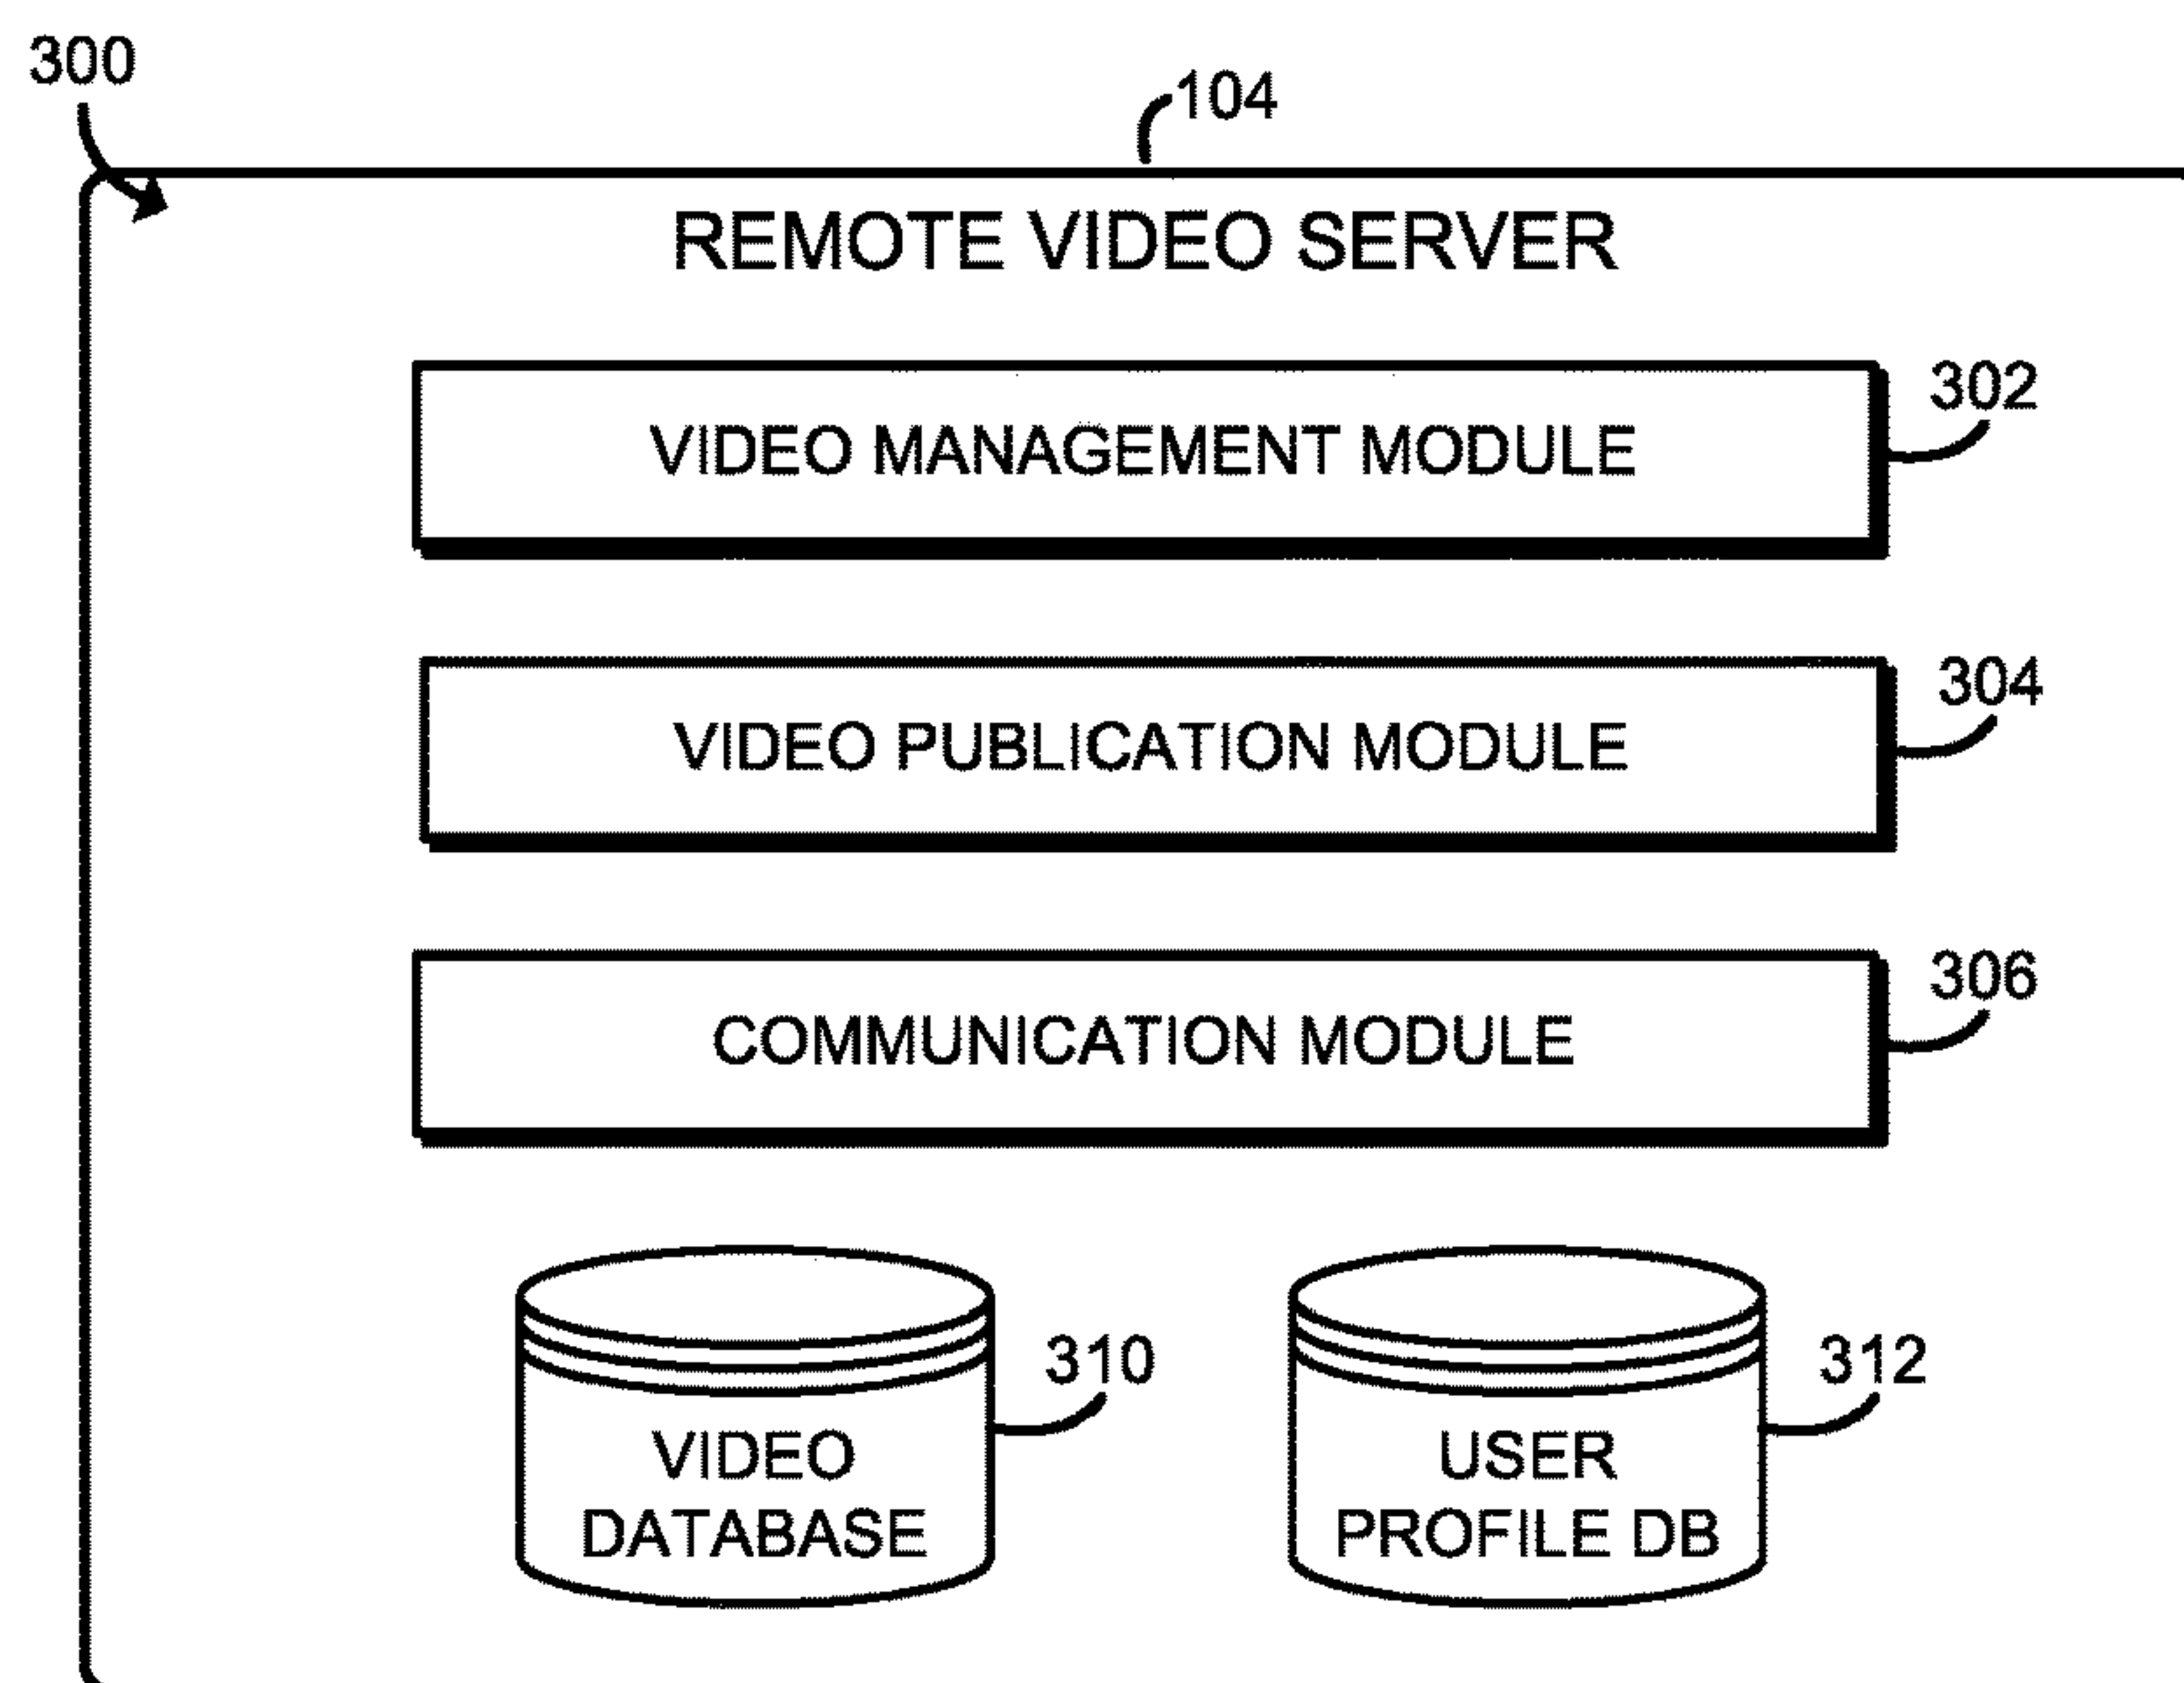 300
104
REMOTE VIDEO SERVER
302
VIDEO MANAGEMENT MODULE
304
VIDEO PUBLICATION MODULE
306
COMMUNICATION MODULE
310
312
VIDEO
DATABASE
USER
PROFILE DB